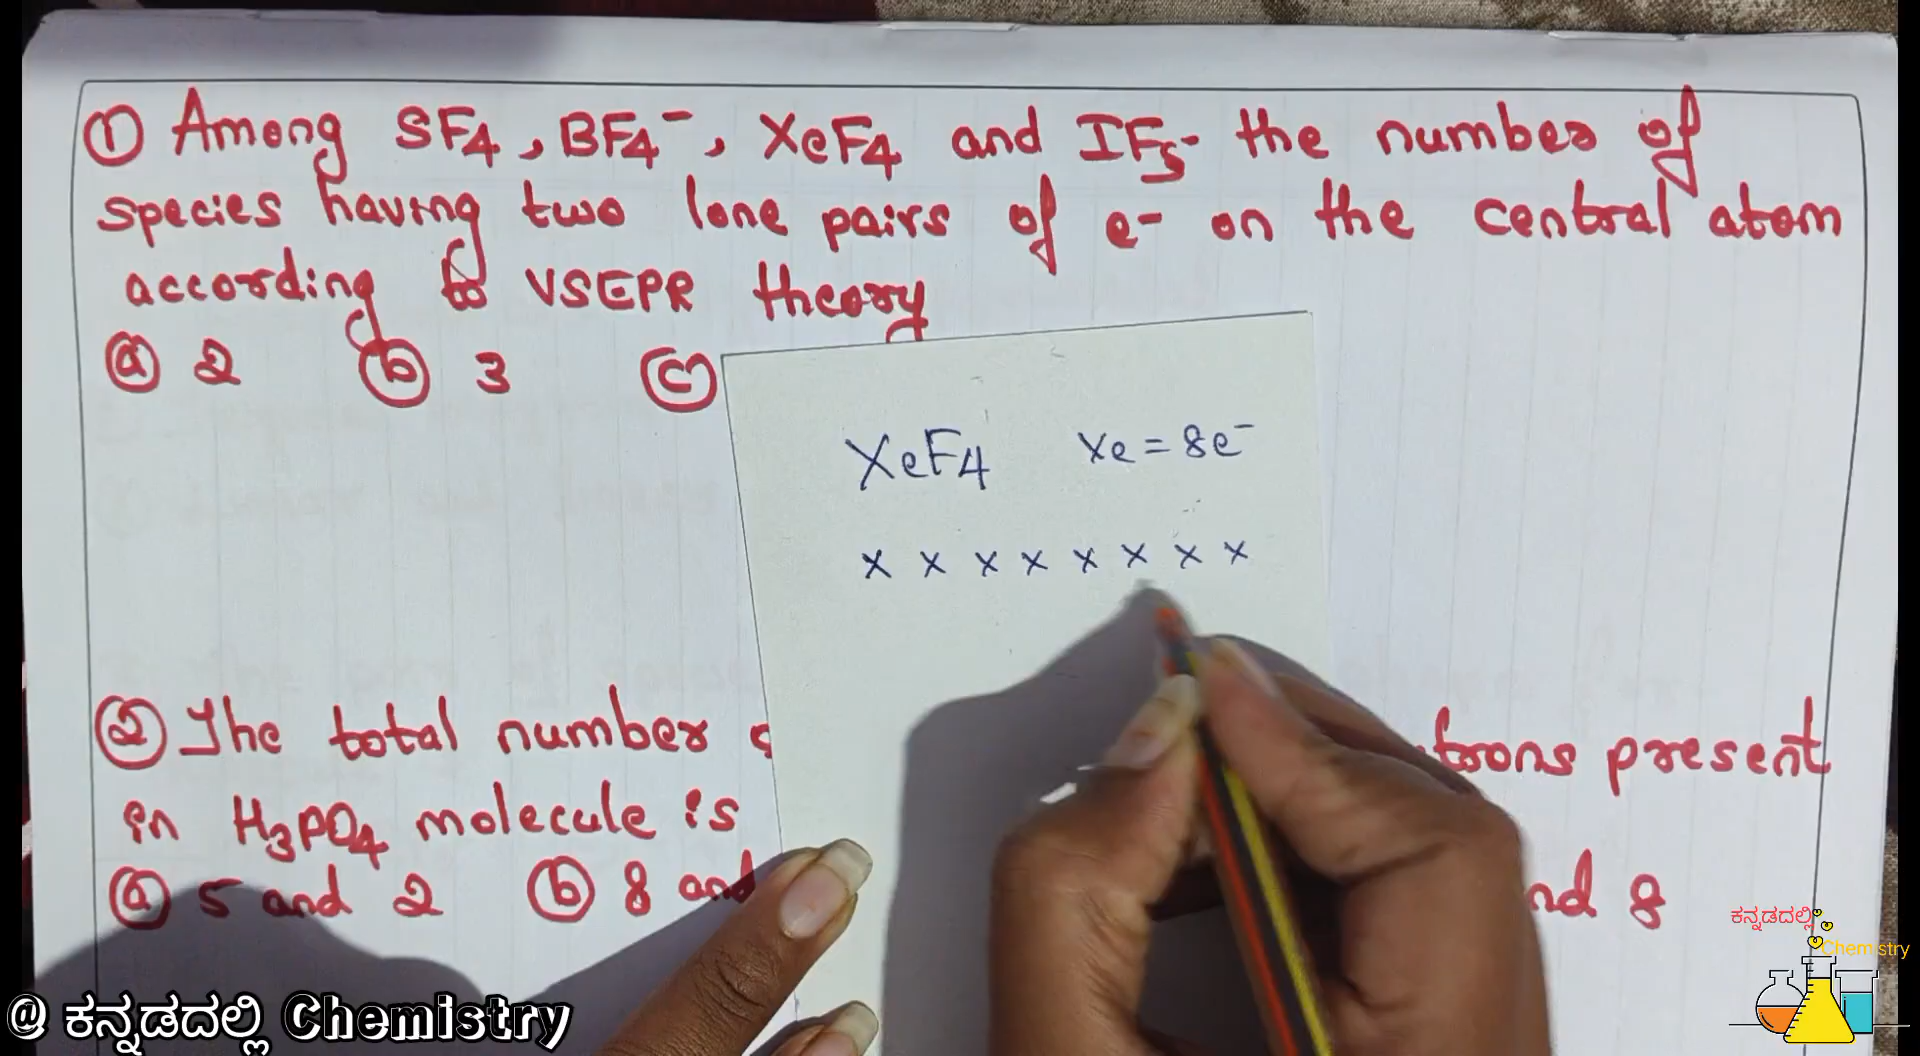 ① Among SF4, BF4-, XeF4 and IF5- the number of
species having two lone pairs of e- on the central atom
according to VSEPR theory
ⓐ 2 ⓑ 3 ⓒ
XeF4 Xe = 8e-
x x x x x x x x
② The total number trons present
in H3PO4 molecule is
ⓐ 5 and 2 ⓑ 8 and nd 8
ಕನ್ನಡದಲ್ಲಿ
Chemistry
@ ಕನ್ನಡದಲ್ಲಿ Chemistry